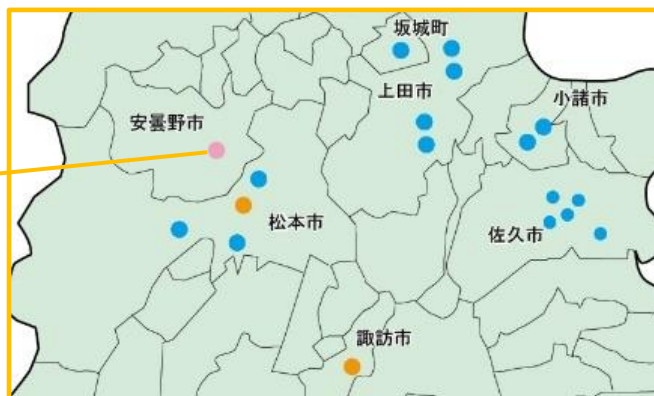 坂城町
上田市
小諸市
安曇野市
松本市
佐久市
諏訪市